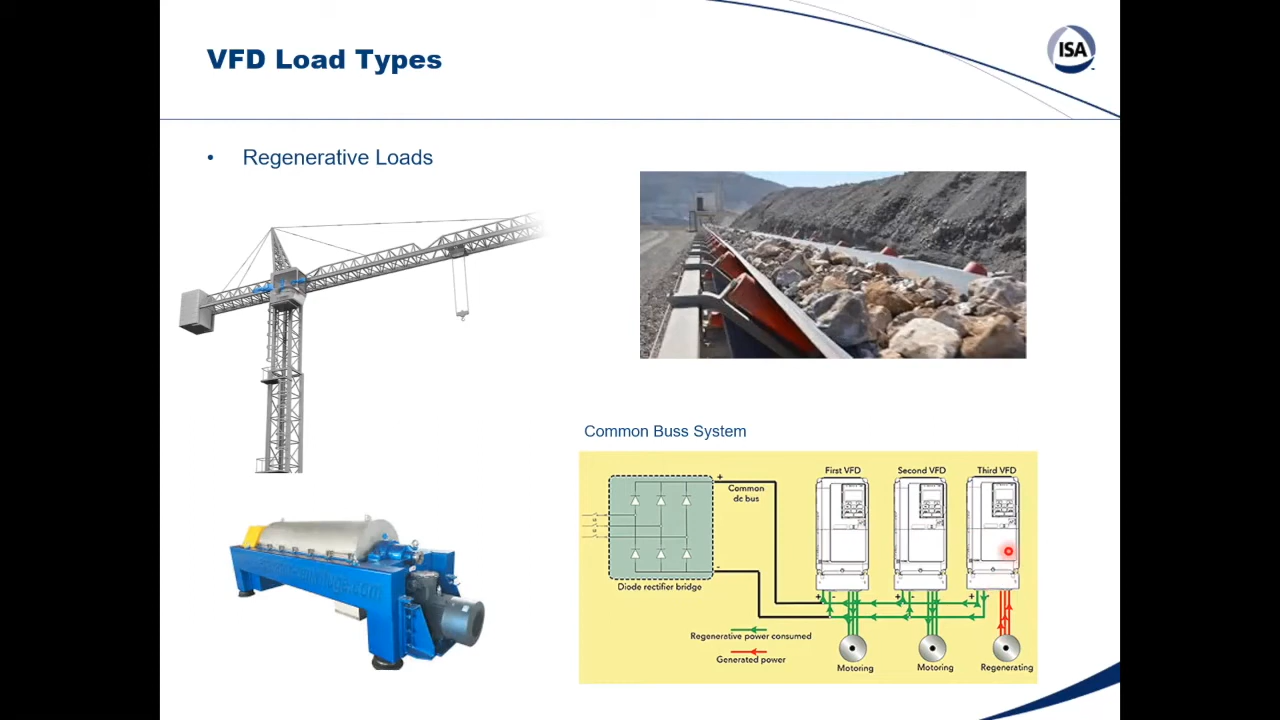 VFD Load Types
ISA
• Regenerative Loads
Common Buss System
First VFD
Second VFD
Third VFD
+
Common
dc bus
-
Diode rectifier bridge
+ -
+ -
+ -
Regenerative power consumed
Generated power
Motoring
Motoring
Regenerating